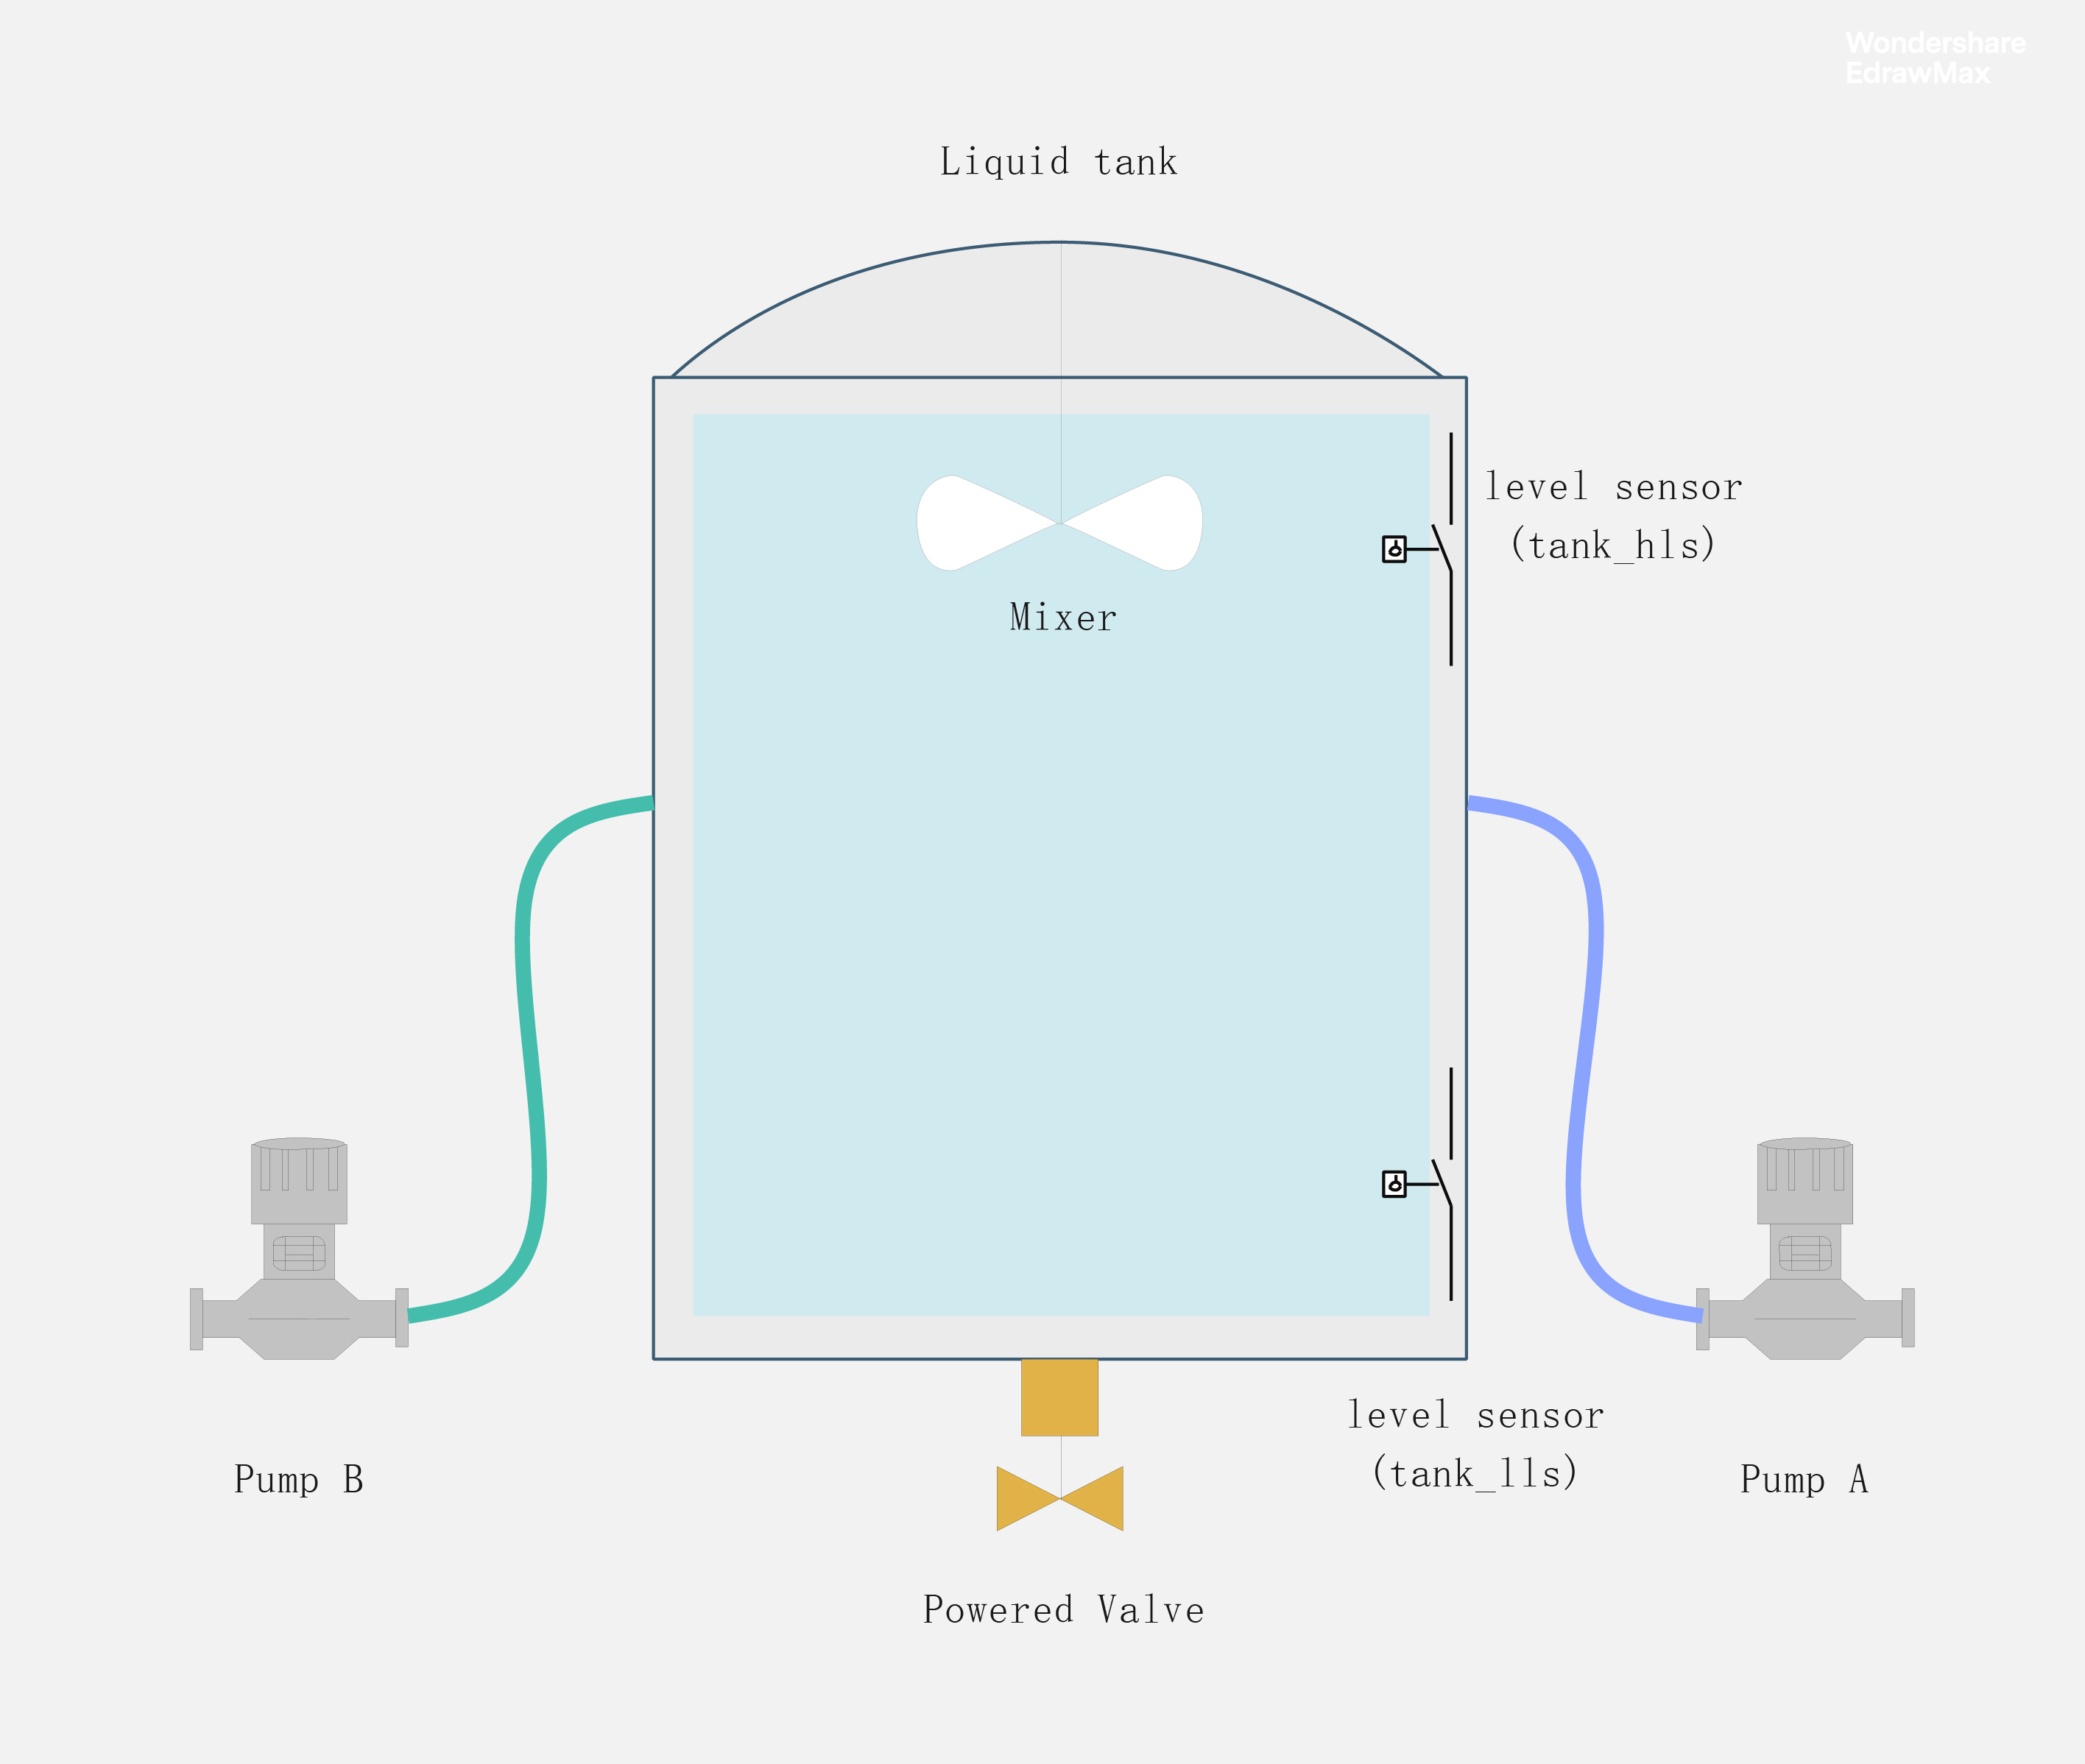 Wondershare
EdrawMax
Liquid tank
level sensor
(tank_hls)
Mixer
level sensor
(tank_lls)
Pump B
Pump A
Powered Valve